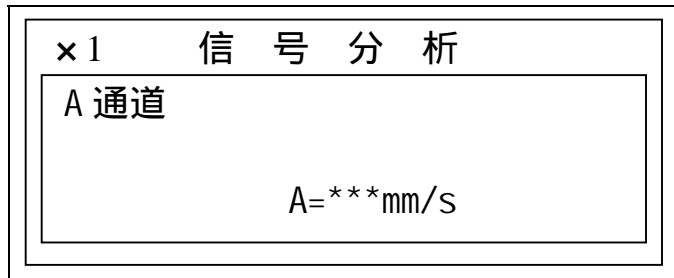 ×1 信 号 分 析
A 通道
A=***mm/s